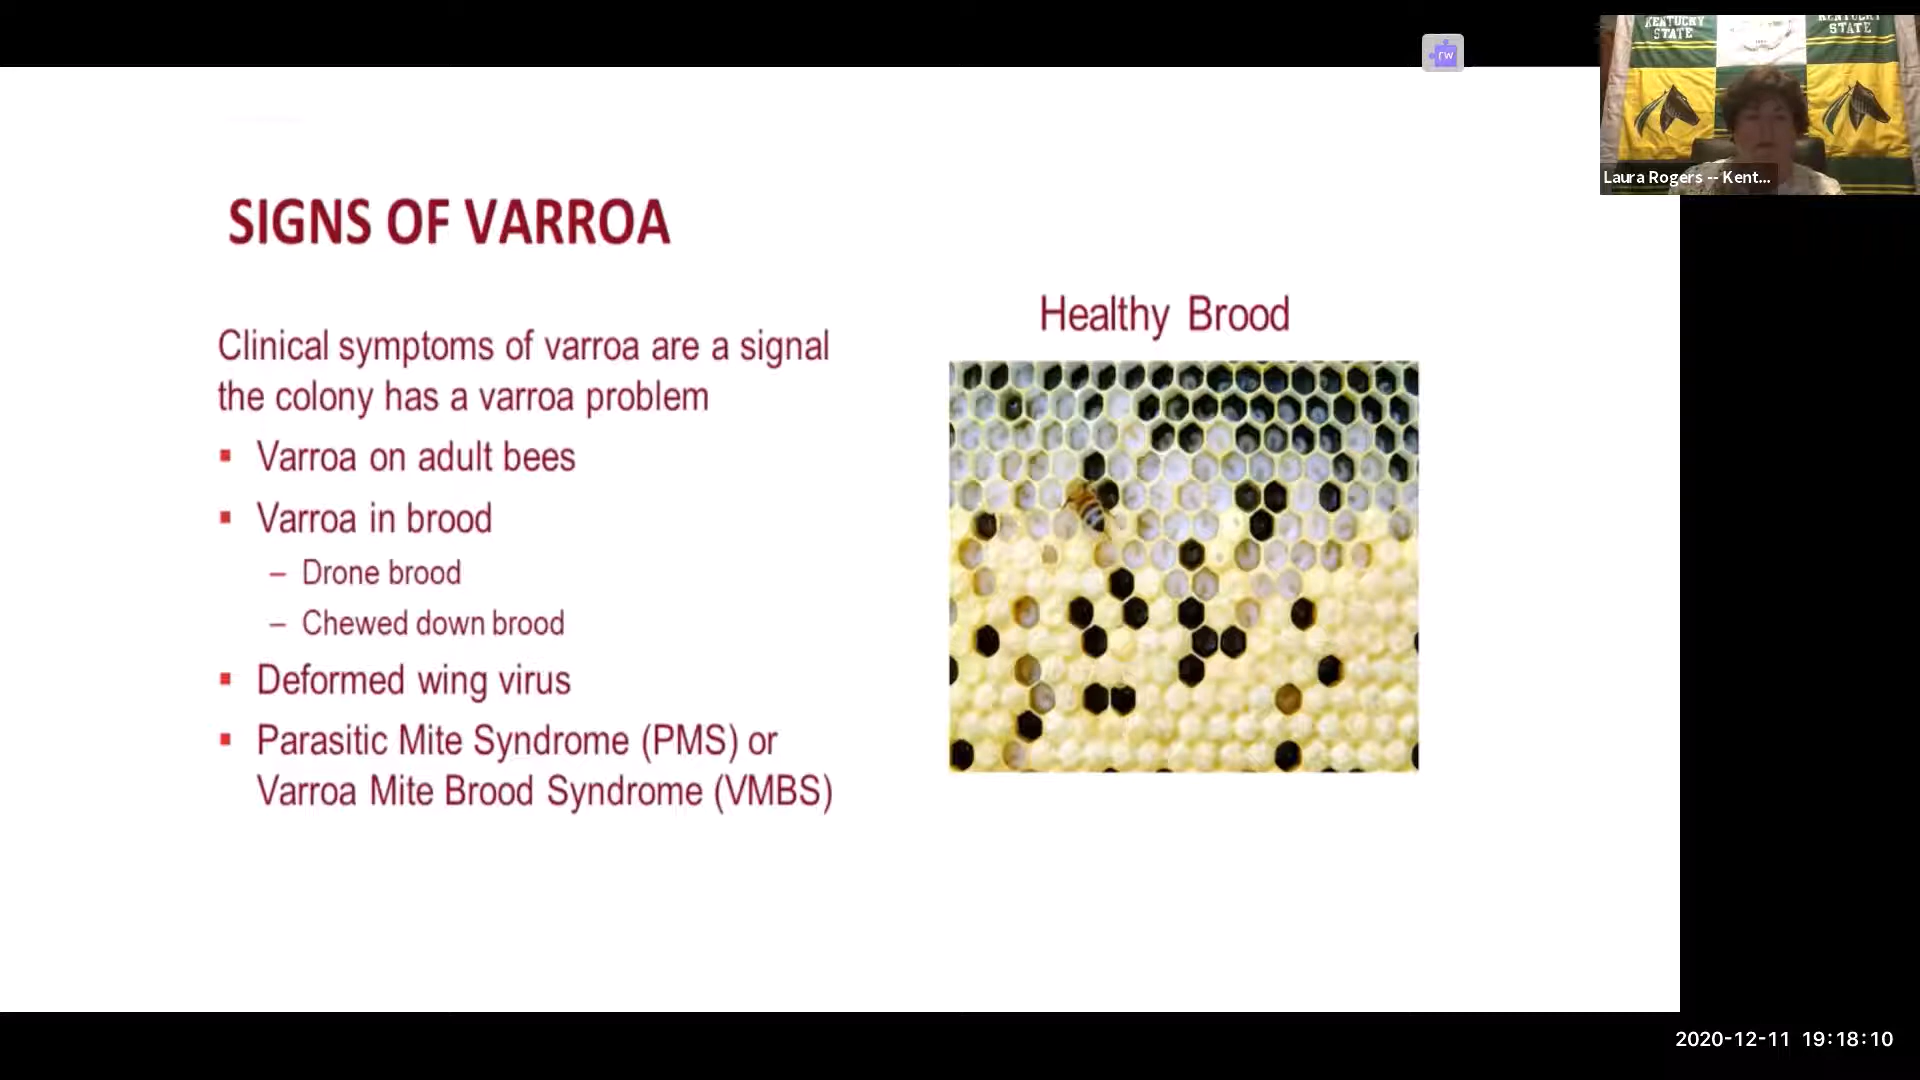 KENTUCKY
STATE
KENTUCKY
STATE
rw
Laura Rogers -- Kent...
SIGNS OF VARROA
Healthy Brood
Clinical symptoms of varroa are a signal
the colony has a varroa problem
▪ Varroa on adult bees
▪ Varroa in brood
– Drone brood
– Chewed down brood
▪ Deformed wing virus
▪ Parasitic Mite Syndrome (PMS) or
Varroa Mite Brood Syndrome (VMBS)
2020-12-11 19:18:10